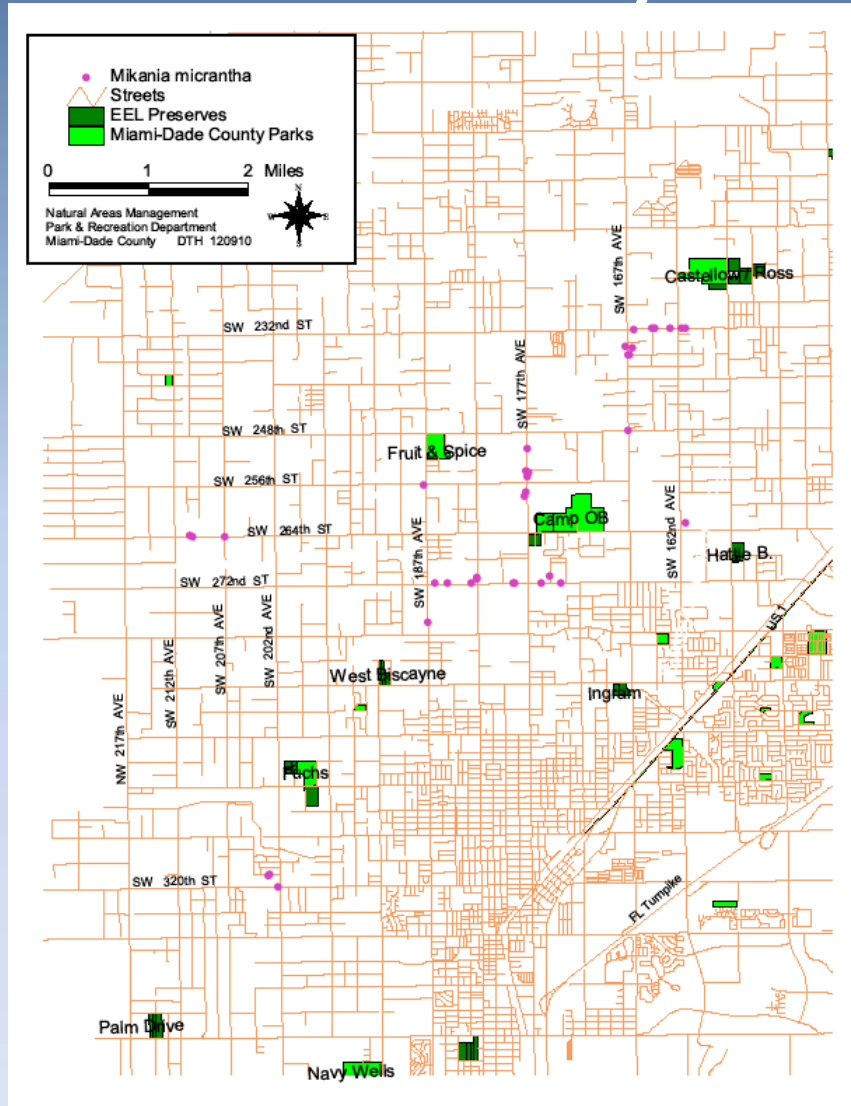 Mikania micrantha
Streets
EEL Preserves
Miami-Dade County Parks
0 1 2 Miles
N
W E
S
Natural Areas Management
Park & Recreation Department
Miami-Dade County DTH 120910
SW 167th AVE
Castellow / Ross
SW 232nd ST
SW 177th AVE
SW 248th ST
Fruit & Spice
SW 256th ST
SW 162nd AVE
Camp OB
SW 264th ST
SW 187th AVE
Hattie B.
SW 272nd ST
US 1
SW 207th AVE
SW 202nd AVE
SW 212th AVE
West Biscayne
Ingram
NW 217th AVE
Fuchs
SW 320th ST
FL Turnpike
Palm Drive
Navy Wells